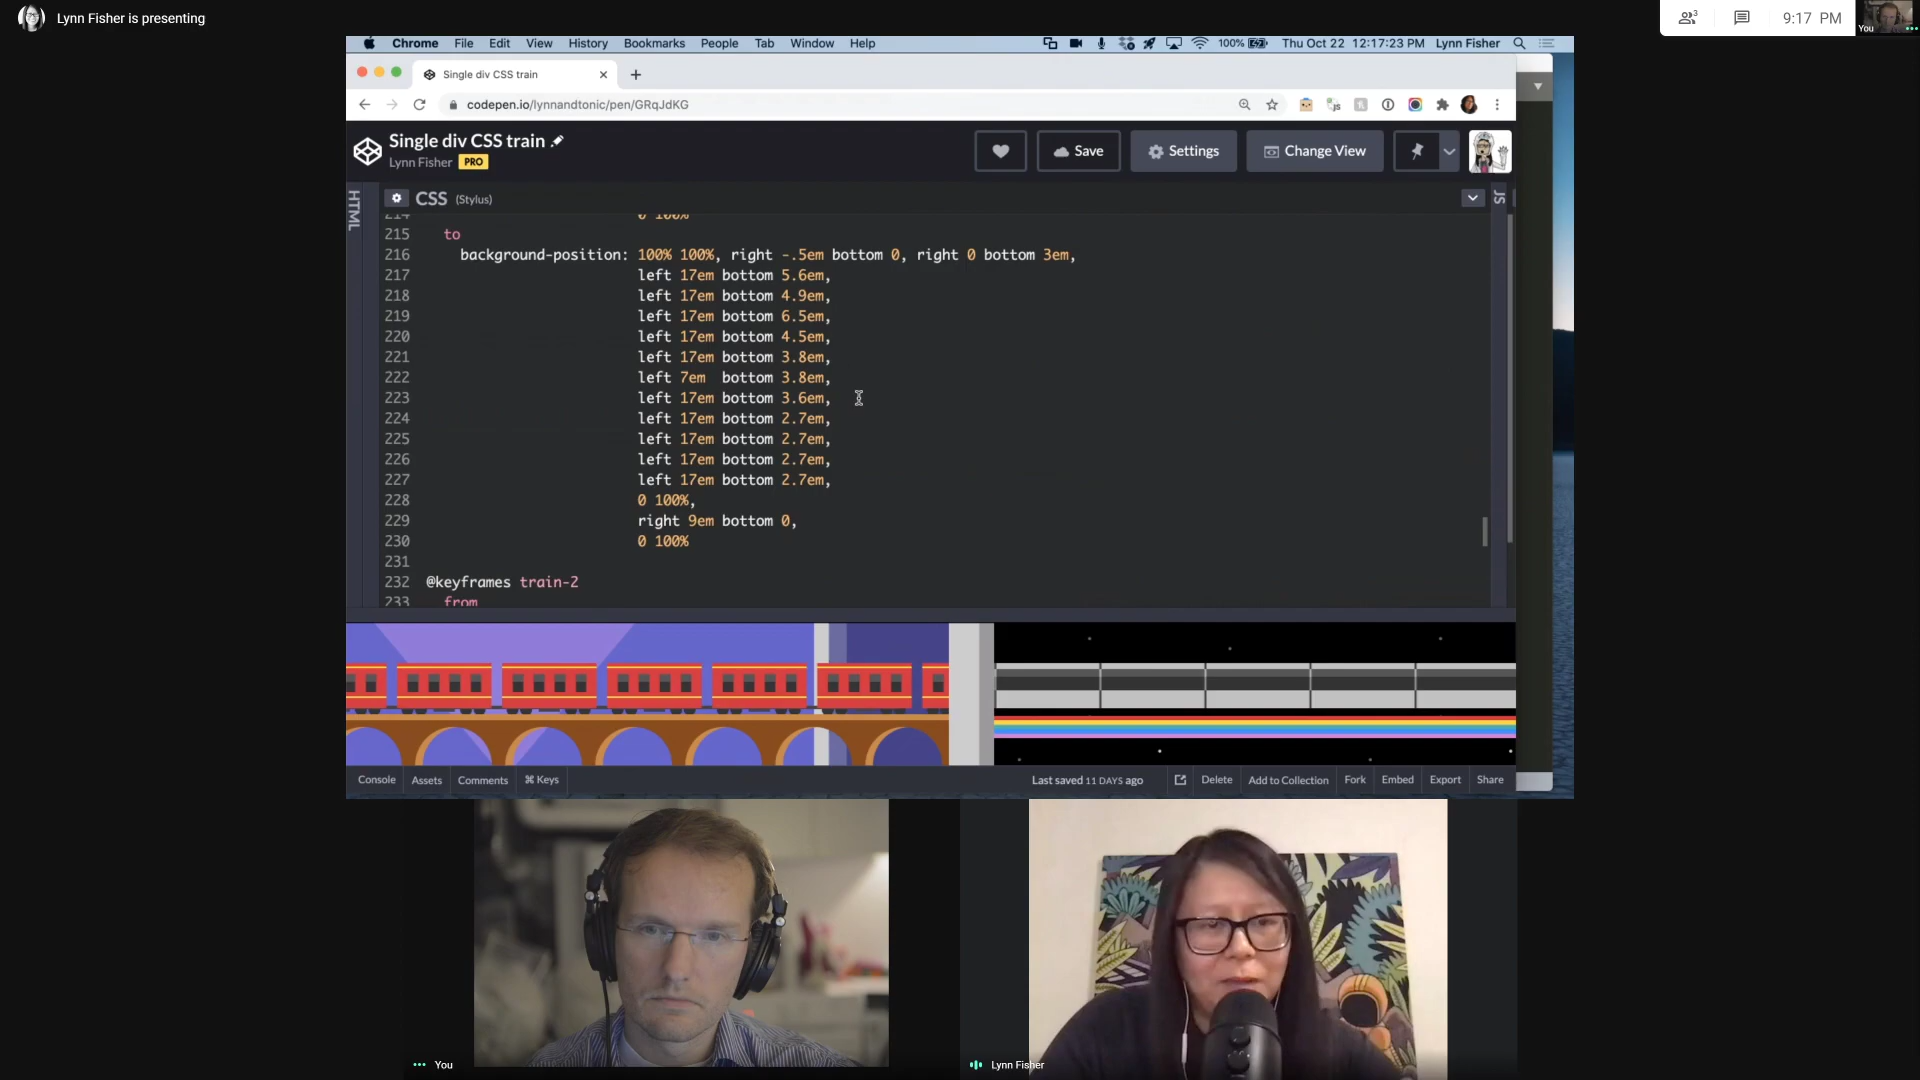 Lynn Fisher is presenting
3
9:17 PM
You
Chrome File Edit View History Bookmarks People Tab Window Help
100% Thu Oct 22 12:17:23 PM Lynn Fisher
Single div CSS train
codepen.io/lynnandtonic/pen/GRqJdKG
Single div CSS train
Lynn Fisher PRO
Save Settings Change View
HTML
CSS (Stylus)
JS
214 0 100%
215 to
216 background-position: 100% 100%, right -.5em bottom 0, right 0 bottom 3em,
217 left 17em bottom 5.6em,
218 left 17em bottom 4.9em,
219 left 17em bottom 6.5em,
220 left 17em bottom 4.5em,
221 left 17em bottom 3.8em,
222 left 7em bottom 3.8em,
223 left 17em bottom 3.6em,
224 left 17em bottom 2.7em,
225 left 17em bottom 2.7em,
226 left 17em bottom 2.7em,
227 left 17em bottom 2.7em,
228 0 100%,
229 right 9em bottom 0,
230 0 100%
231
232 @keyframes train-2
233 from
Console Assets Comments ⌘ Keys Last saved 11 DAYS ago Delete Add to Collection Fork Embed Export Share
You
Lynn Fisher